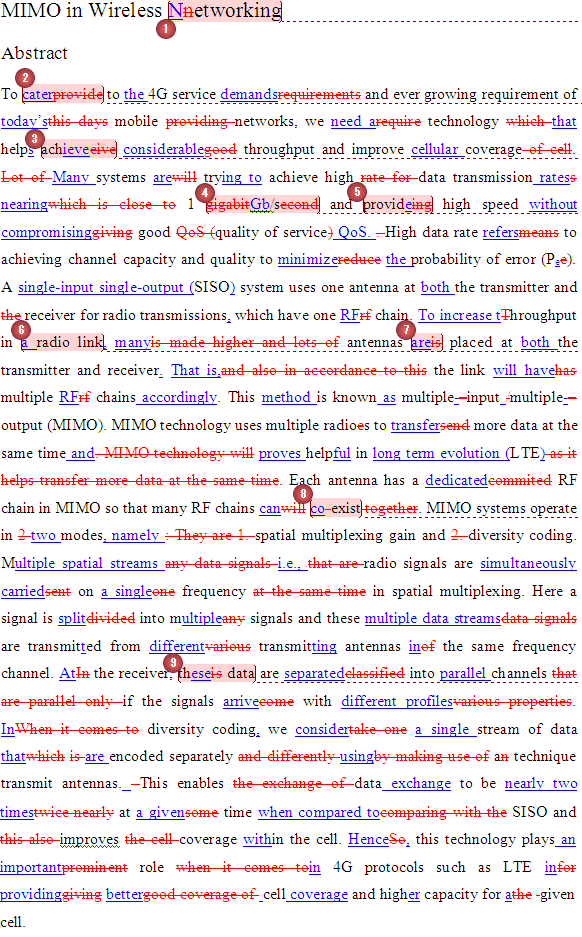 MIMO in Wireless Nnetworking
1
Abstract
2
To caterprovide to the 4G service demandsrequirements and ever growing requirement of
today'sthis days mobile providing networks, we need arequire technology which that
3
helps achieveeive considerablegood throughput and improve cellular coverage of cell.
Lot of Many systems arewill trying to achieve high rate for data transmission ratess
4 5
nearingwhich is close to 1 gigabitGb/second and provideing high speed without
compromisinggiving good QoS (quality of service) QoS. High data rate refersmeans to
achieving channel capacity and quality to minimizereduce the probability of error (Pee).
A single-input single-output (SISO) system uses one antenna at both the transmitter and
the receiver for radio transmissions, which have one RFrf chain. To increase tThroughput
6 7
in a radio link, manyis made higher and lots of antennas areis placed at both the
transmitter and receiver. That is,and also in accordance to this the link will havehas
multiple RFrf chains accordingly. This method is known as multiple--input /multiple--
output (MIMO). MIMO technology uses multiple radioes to transfersend more data at the
same time and. MIMO technology will proves helpful in long term evolution (LTE) as it
helps transfer more data at the same time. Each antenna has a dedicatedcommited RF
8
chain in MIMO so that many RF chains canwill co-exist together. MIMO systems operate
in 2 two modes, namely : They are 1. spatial multiplexing gain and 2. diversity coding.
Multiple spatial streams any data signals i.e., that are radio signals are simultaneously
carriedsent on a singleone frequency at the same time in spatial multiplexing. Here a
signal is splitdivided into multipleany signals and these multiple data streamsdata signals
are transmitted from differentvarious transmitting antennas inof the same frequency
9
channel. AtIn the receiver, theseis data are separatedclassified into parallel channels that
are parallel only if the signals arrivecome with different profilesvarious properties.
InWhen it comes to diversity coding, we considertake one a single stream of data
thatwhich is are encoded separately and differently usingby making use of an technique
transmit antennas. This enables the exchange of data exchange to be nearly two
timestwice nearly at a givensome time when compared tocomparing with the SISO and
this also improves the cell coverage within the cell. HenceSo, this technology plays an
importantprominent role when it comes toin 4G protocols such as LTE infor
providinggiving bettergood coverage of cell coverage and higher capacity for athe given
cell.